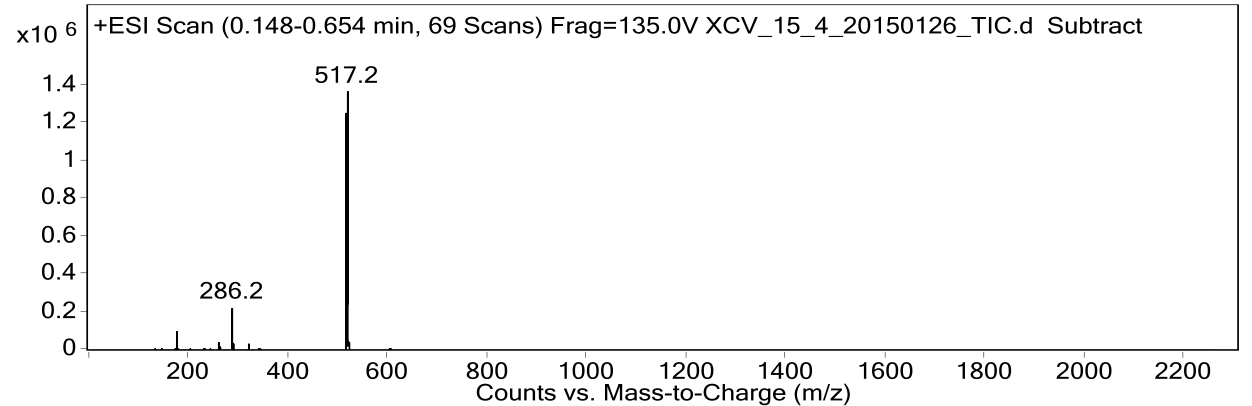 x10 6
+ESI Scan (0.148-0.654 min, 69 Scans) Frag=135.0V XCV_15_4_20150126_TIC.d Subtract
517.2
1.4
1.2
1
0.8
0.6
0.4
286.2
0.2
0
200 400 600 800 1000 1200 1400 1600 1800 2000 2200
Counts vs. Mass-to-Charge (m/z)